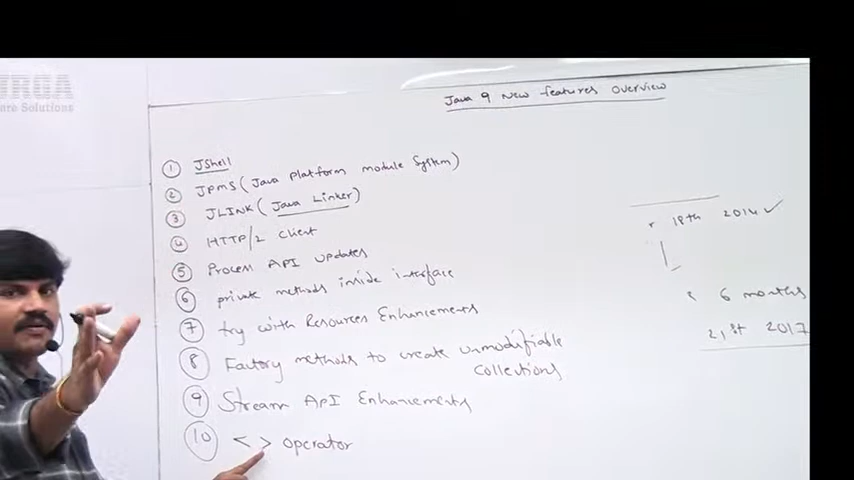 Java 9 New features Overview
① JShell
② JPMS (Java Platform module System)
③ JLINK (Java Linker)
④ HTTP/2 Client
⑤ Process API updates
⑥ private methods inside interface
⑦ try with Resources Enhancements
⑧ Factory methods to create unmodifiable
collections
⑨ Stream API Enhancements
⑩ < > operator
18th 2014 ✓
6 months
21st 2017
Solutions